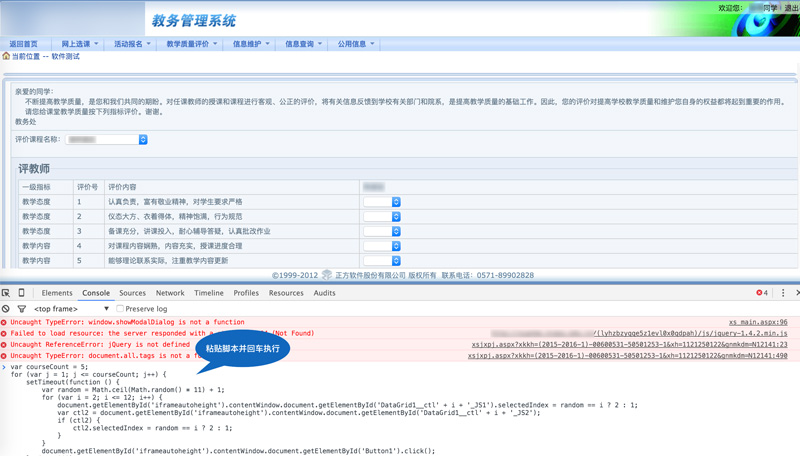 欢迎您： 同学 退出
教务管理系统
返回首页 网上选课 活动报名 教学质量评价 信息维护 信息查询 公用信息
当前位置 -- 软件测试
亲爱的同学：
不断提高教学质量，是您和我们共同的期盼。对任课教师的授课和课程进行客观、公正的评价，将有关信息反馈到学校有关部门和院系，是提高教学质量的基础工作。因此，您的评价对提高学校教学质量和维护您自身的权益都将起到重要的作用。
请您给课堂教学质量按下列指标评价。谢谢。
教务处
评价课程名称：
评教师
一级指标 评价号 评价内容
教学态度 1 认真负责，富有敬业精神，对学生要求严格
教学态度 2 仪态大方、衣着得体，精神饱满，行为规范
教学态度 3 备课充分、讲课投入，耐心辅导答疑，认真批改作业
教学内容 4 对课程内容娴熟，内容充实，授课进度合理
教学内容 5 能够理论联系实际，注重教学内容更新
©1999-2012 正方软件股份有限公司 版权所有 联系电话：0571-89902828
Elements Console Sources Network Timeline Profiles Resources Audits 4
<top frame> Preserve log
Uncaught TypeError: window.showModalDialog is not a function xs_main.aspx:96
Failed to load resource: the server responded with a (Not Found) /(lyhzbzyqqe5z1evl0x0qdpah)/js/jquery-1.4.2.min.js
Uncaught ReferenceError: jQuery is not defined xsjxpj.aspx?xkkh=(2015-2016-1)-00600531-50501253-1&xh=1121250122&gnmkdm=N12141:23
Uncaught TypeError: document.all.tags is not a f xsjxpj.aspx?xkkh=(2015-2016-1)-00600531-50501253-1&xh=1121250122&gnmkdm=N12141:490
粘贴脚本并回车执行
> var courseCount = 5;
for (var j = 1; j <= courseCount; j++) {
setTimeout(function () {
var random = Math.ceil(Math.random() * 11) + 1;
for (var i = 2; i <= 12; i++) {
document.getElementById('iframeautoheight').contentWindow.document.getElementById('DataGrid1__ctl' + i + '_JS1').selectedIndex = random == i ? 2 : 1;
var ctl2 = document.getElementById('iframeautoheight').contentWindow.document.getElementById('DataGrid1__ctl' + i + '_JS2');
if (ctl2) {
ctl2.selectedIndex = random == i ? 2 : 1;
}
}
document.getElementById('iframeautoheight').contentWindow.document.getElementById('Button1').click();